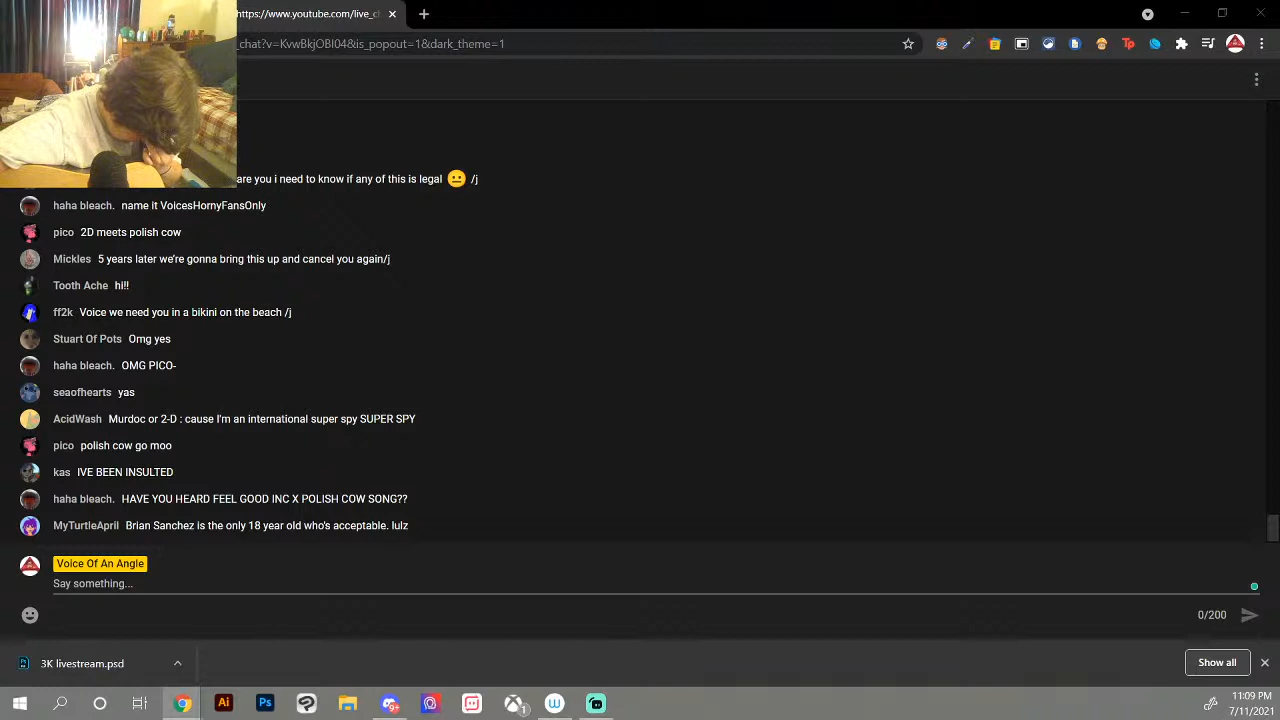 https://www.youtube.com/live_c
chat?v=KvwBkjOBI04&is_popout=1&dark_theme=1
are you i need to know if any of this is legal 😐 /j
haha bleach. name it VoicesHornyFansOnly
pico 2D meets polish cow
Mickles 5 years later we're gonna bring this up and cancel you again/j
Tooth Ache hi!!
ff2k Voice we need you in a bikini on the beach /j
Stuart Of Pots Omg yes
haha bleach. OMG PICO-
seaofhearts yas
AcidWash Murdoc or 2-D : cause I'm an international super spy SUPER SPY
pico polish cow go moo
kas IVE BEEN INSULTED
haha bleach. HAVE YOU HEARD FEEL GOOD INC X POLISH COW SONG??
MyTurtleApril Brian Sanchez is the only 18 year old who's acceptable. lulz
Voice Of An Angle
Say something...
0/200
3K livestream.psd
Show all
Ai Ps 9+ 1
11:09 PM
7/11/2021